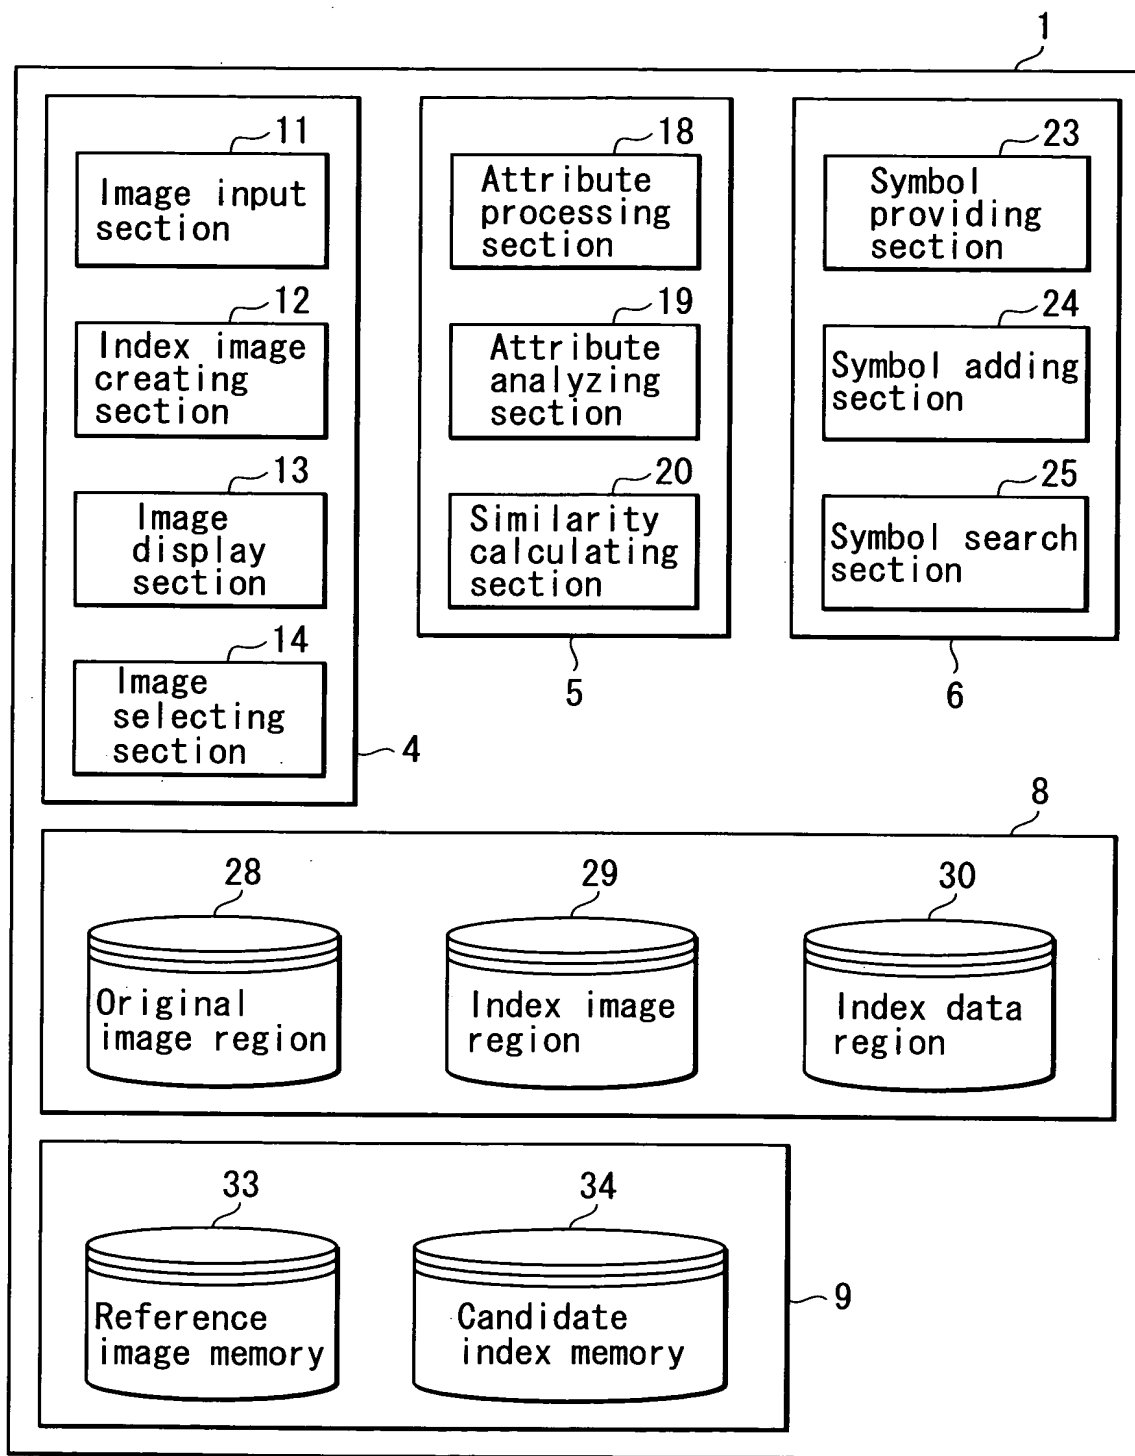 1
11
Image input
section
12
Index image
creating
section
13
Image
display
section
14
Image
selecting
section
4
18
Attribute
processing
section
19
Attribute
analyzing
section
20
Similarity
calculating
section
5
23
Symbol
providing
section
24
Symbol adding
section
25
Symbol search
section
6
8
28
Original
image region
29
Index image
region
30
Index data
region
33
Reference
image memory
34
Candidate
index memory
9